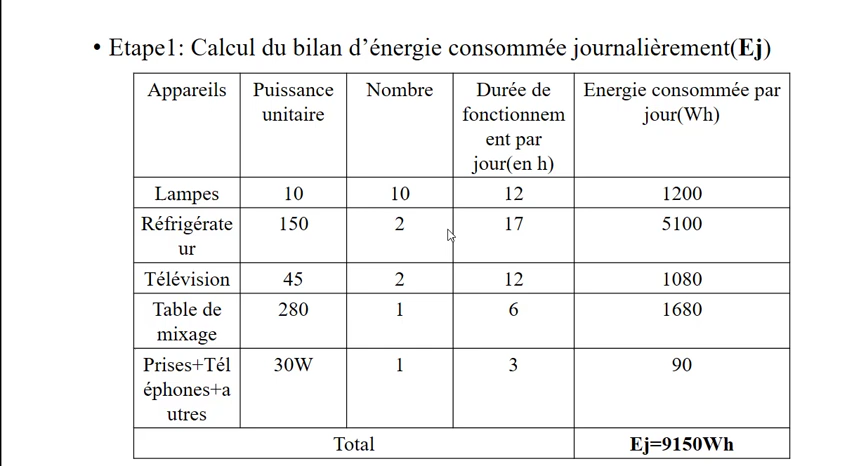 • Etape1: Calcul du bilan d’énergie consommée journalièrement(Ej)
Appareils
Puissance
unitaire
Nombre
Durée de
fonctionnem
ent par
jour(en h)
Energie consommée par
jour(Wh)
Lampes 10 10 12 1200
Réfrigérate
ur
150 2 17 5100
Télévision 45 2 12 1080
Table de
mixage
280 1 6 1680
Prises+Tél
éphones+a
utres
30W 1 3 90
Total Ej=9150Wh